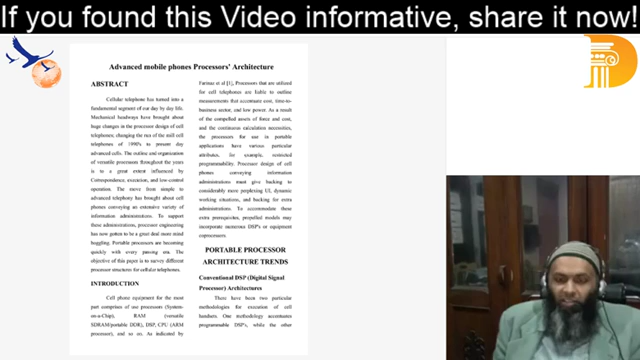 If you found this Video informative, share it now!
Advanced mobile phones Processors' Architecture
ABSTRACT
Cellular telephone has turned into a
fundamental segment of our day by day life.
Mechanical headways have brought about
huge changes in the processor design of cell
telephones; changing the run of the mill cell
telephones of 1990's to present day
advanced cells. The outline and organization
of versatile processors throughout the years
is to a great extent influenced by
Correspondence, execution, and low-control
operation. The move from simple to
advanced telephony has brought about cell
phones conveying an extensive variety of
information administrations. To support
these administrations, processor engineering
has now gotten to be a great deal more mind
boggling. Portable processors are becoming
quickly with every passing era. The
objective of this paper is to survey different
processor structures for cellular telephones.
INTRODUCTION
Cell phone equipment for the most
part comprises of one processors (System-
on-a-Chip), RAM (versatile
SDRAM/portable DDR), DSP, CPU (ARM
processor), and so on. As indicated by
et al [1], Processors that are utilized
for cell telephones are liable to outline
measurements that accentuate cost, time-to-
business sector, and low power. As a result
of the compelled assets of force and cost,
and the continuous calculation necessities,
the processors for use in portable
applications have various particular
attributes, for example, restricted
programmability. Processor design of cell
phones conveying information
administrations must give backing to
considerably more perplexing UI, dynamic
working situations, and backing for extra
administrations. To accommodate these
extra prerequisites, propelled models may
incorporate numerous DSP's or equipment
coprocessors.
PORTABLE PROCESSOR
ARCHITECTURE TRENDS
Conventional DSP (Digital Signal
Processor) Architectures
There have been two particular
methodologies for execution of cell
handsets. One methodology accentuates
programmable DSP's, while the other